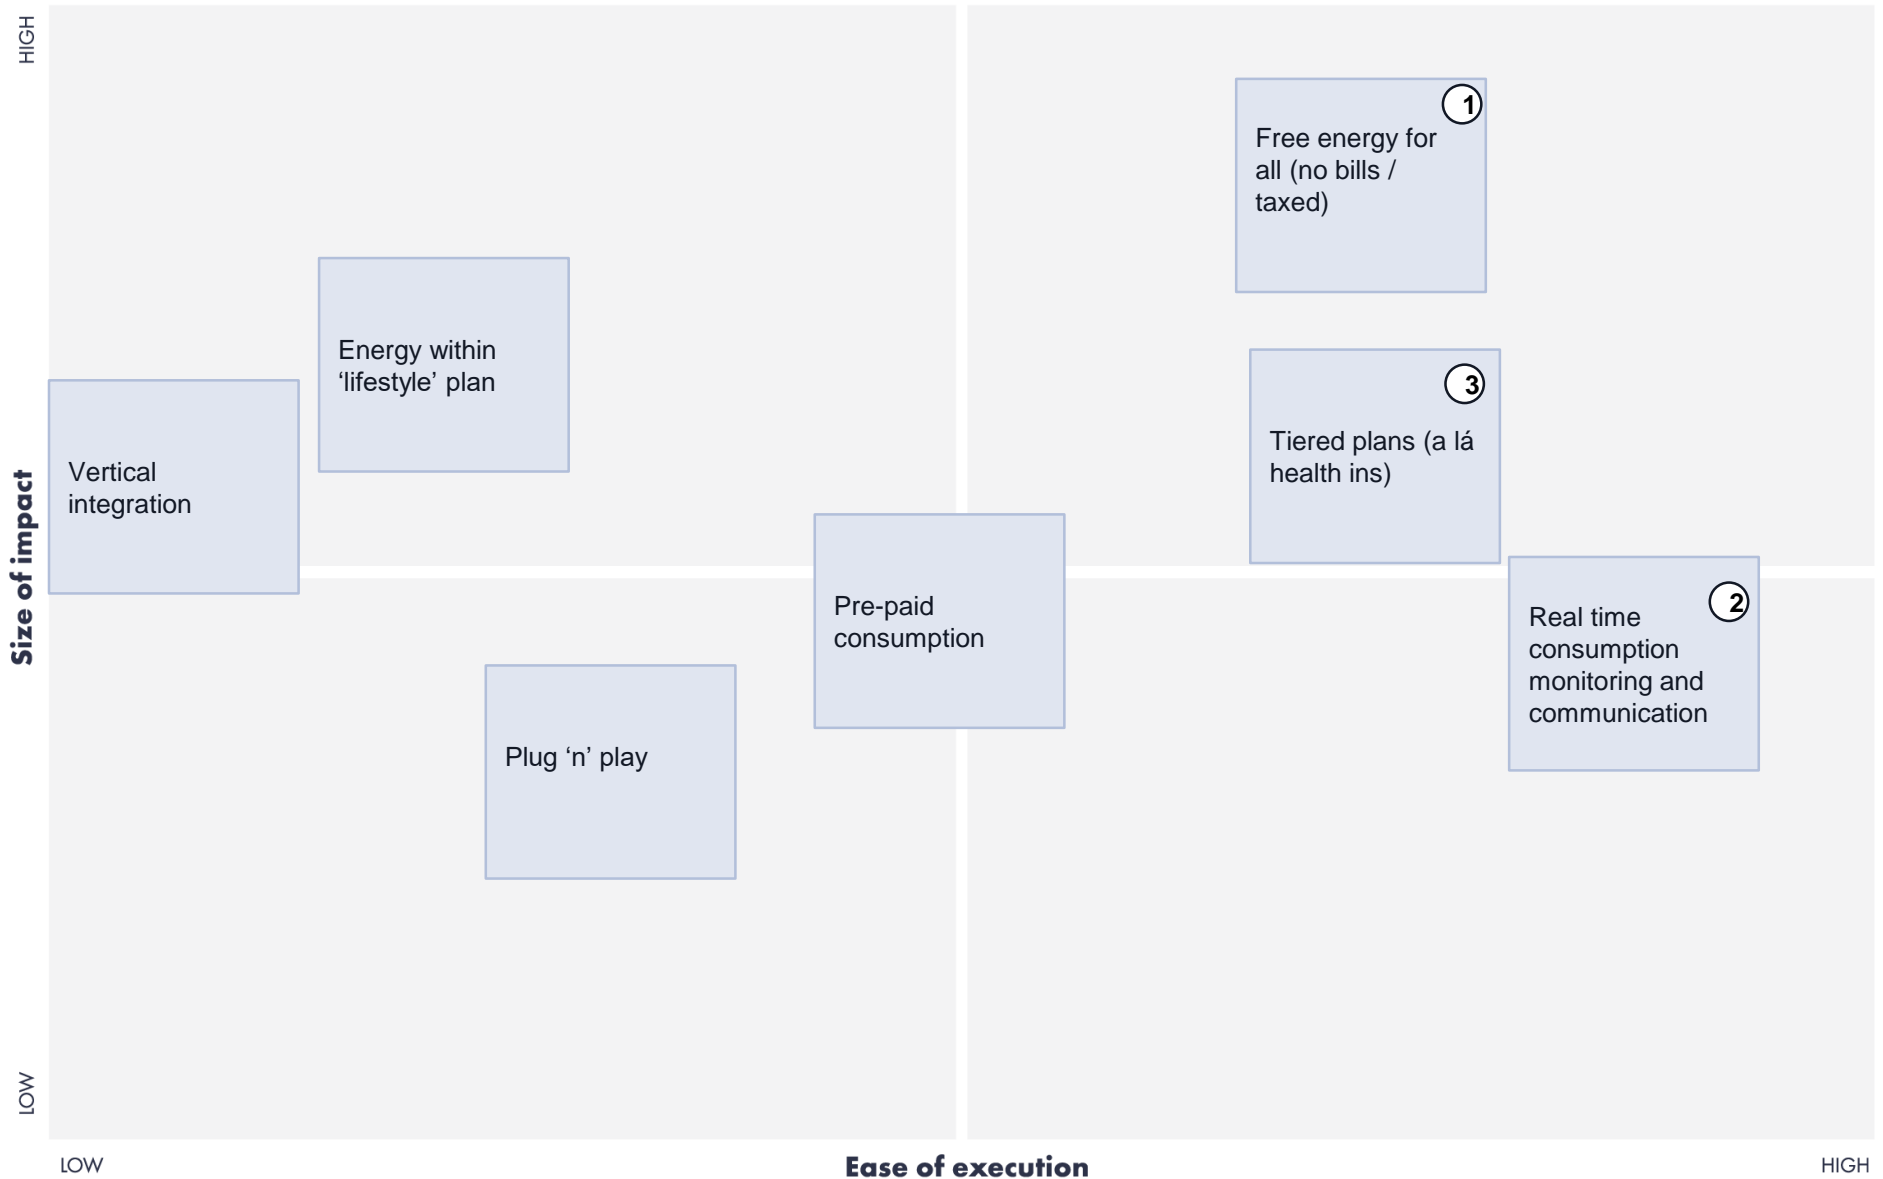 HIGH
1
Free energy for
all (no bills /
taxed)
Energy within
‘lifestyle’ plan
3
Tiered plans (a lá
health ins)
Vertical
integration
Size of impact
Pre-paid
consumption
2
Real time
consumption
monitoring and
communication
Plug ‘n’ play
LOW
LOW
Ease of execution
HIGH